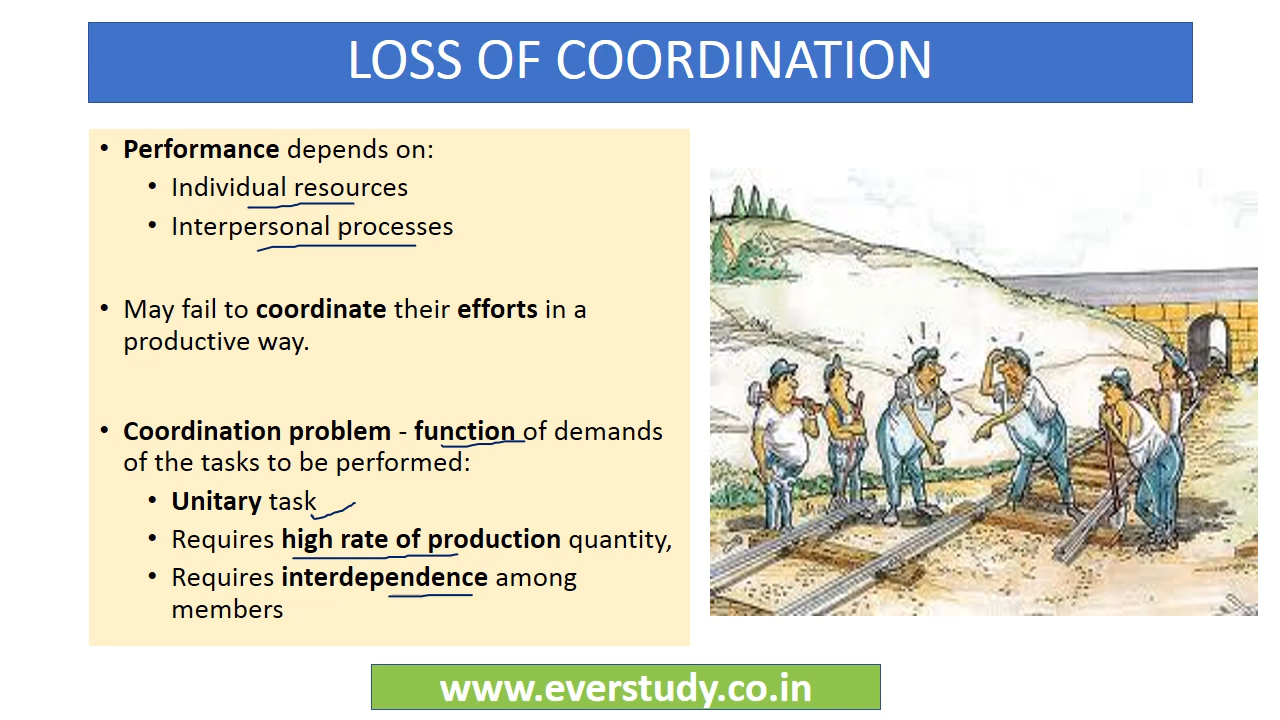 LOSS OF COORDINATION
• Performance depends on:
• Individual resources
• Interpersonal processes
• May fail to coordinate their efforts in a
productive way.
• Coordination problem - function of demands
of the tasks to be performed:
• Unitary task
• Requires high rate of production quantity,
• Requires interdependence among
members
www.everstudy.co.in